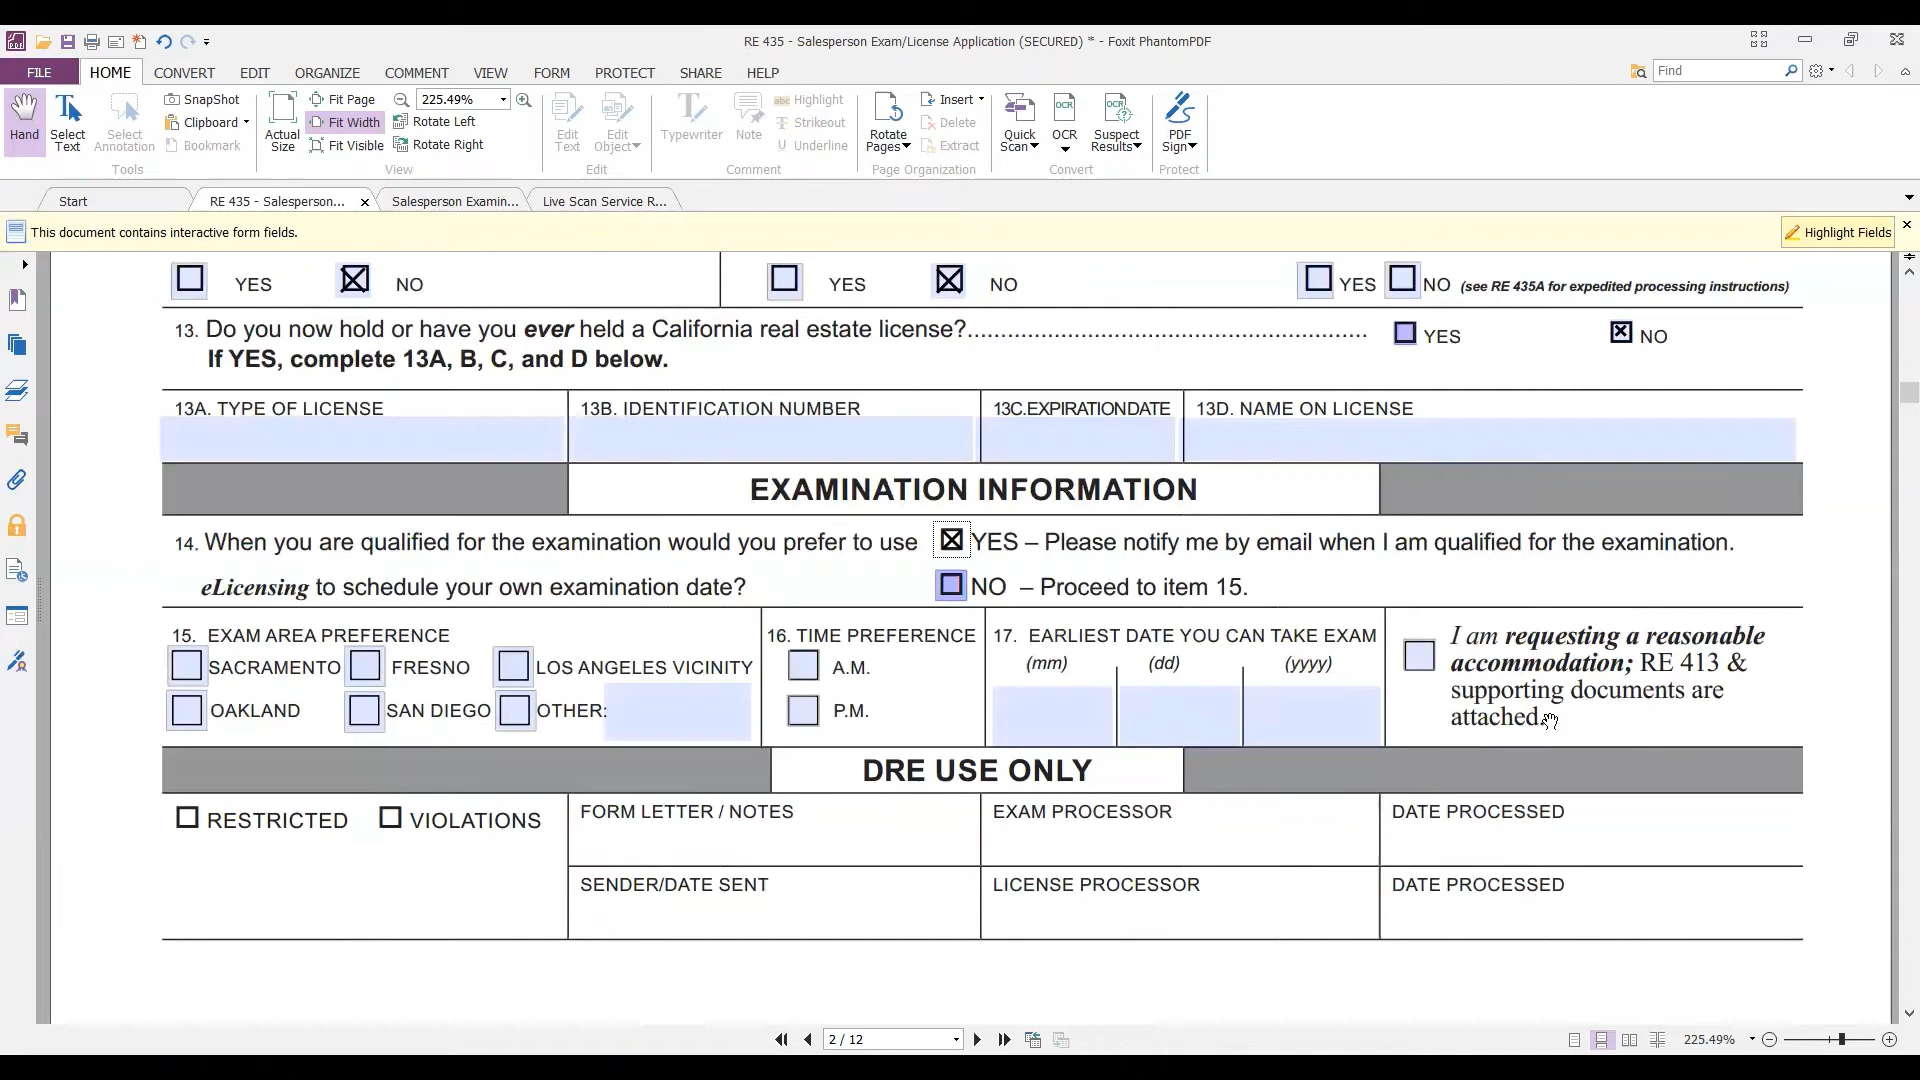 RE 435 - Salesperson Exam/License Application (SECURED) * - Foxit PhantomPDF
FILE HOME CONVERT EDIT ORGANIZE COMMENT VIEW FORM PROTECT SHARE HELP Find
Hand
Select Text
Select Annotation
SnapShot
Clipboard
Bookmark
Tools
Actual Size
Fit Page
Fit Width
Fit Visible
225.49%
Rotate Left
Rotate Right
View
Edit Text
Edit Object
Edit
Typewriter
Note
Highlight
Strikeout
Underline
Comment
Rotate Pages
Insert
Delete
Extract
Page Organization
Quick Scan
OCR
OCR
OCR
Suspect Results
Convert
PDF Sign
Protect
Start RE 435 - Salesperson... Salesperson Examin... Live Scan Service R...
This document contains interactive form fields. Highlight Fields
YES NO YES NO YES NO (see RE 435A for expedited processing instructions)
13. Do you now hold or have you ever held a California real estate license?............................................................ YES NO
If YES, complete 13A, B, C, and D below.
13A. TYPE OF LICENSE 13B. IDENTIFICATION NUMBER 13C.EXPIRATIONDATE 13D. NAME ON LICENSE
EXAMINATION INFORMATION
14. When you are qualified for the examination would you prefer to use YES – Please notify me by email when I am qualified for the examination.
eLicensing to schedule your own examination date? NO – Proceed to item 15.
15. EXAM AREA PREFERENCE
SACRAMENTO FRESNO LOS ANGELES VICINITY
OAKLAND SAN DIEGO OTHER:
16. TIME PREFERENCE
A.M.
P.M.
17. EARLIEST DATE YOU CAN TAKE EXAM
(mm) (dd) (yyyy)
I am requesting a reasonable
accommodation; RE 413 &
supporting documents are
attached.
DRE USE ONLY
RESTRICTED VIOLATIONS
FORM LETTER / NOTES EXAM PROCESSOR DATE PROCESSED
SENDER/DATE SENT LICENSE PROCESSOR DATE PROCESSED
2 / 12 225.49%